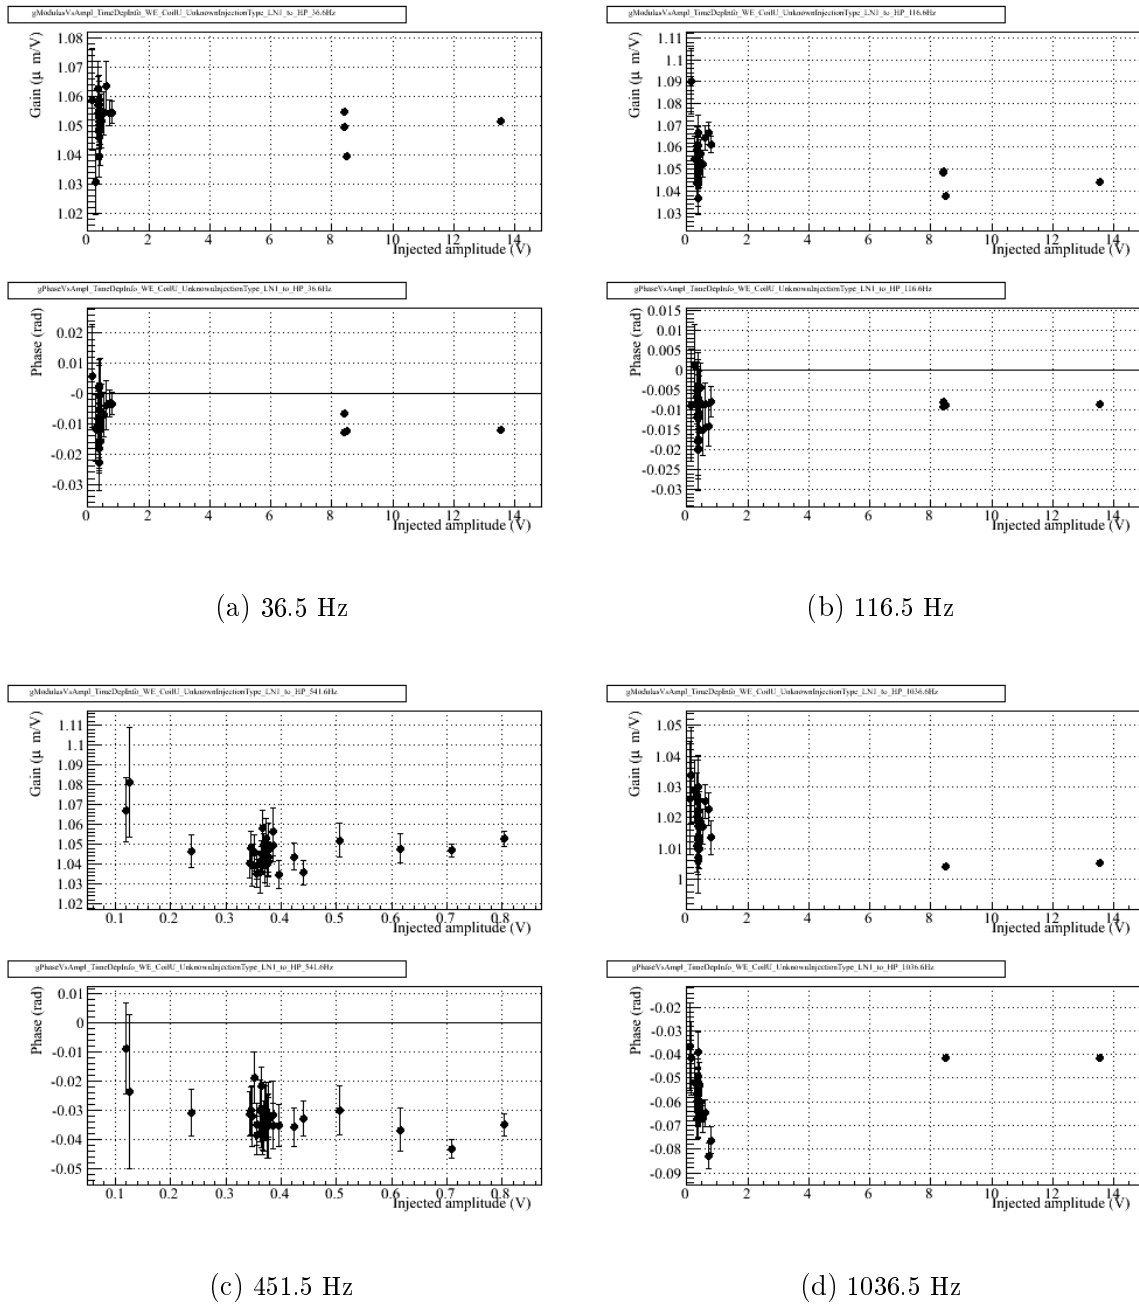 gModulusVsAmpl_TimeDepInfo_WE_CoilU_UnknownInjectionType_LN1_to_HP_36.6Hz
Gain (μ m/V)
1.08
1.07
1.06
1.05
1.04
1.03
1.02
0 2 4 6 8 10 12 14
Injected amplitude (V)
gPhaseVsAmpl_TimeDepInfo_WE_CoilU_UnknownInjectionType_LN1_to_HP_36.6Hz
Phase (rad)
0.02
0.01
-0
-0.01
-0.02
-0.03
0 2 4 6 8 10 12 14
Injected amplitude (V)
(a) 36.5 Hz
gModulusVsAmpl_TimeDepInfo_WE_CoilU_UnknownInjectionType_LN1_to_HP_116.6Hz
Gain (μ m/V)
1.11
1.1
1.09
1.08
1.07
1.06
1.05
1.04
1.03
0 2 4 6 8 10 12 14
Injected amplitude (V)
gPhaseVsAmpl_TimeDepInfo_WE_CoilU_UnknownInjectionType_LN1_to_HP_116.6Hz
Phase (rad)
0.015
0.01
0.005
0
-0.005
-0.01
-0.015
-0.02
-0.025
-0.03
0 2 4 6 8 10 12 14
Injected amplitude (V)
(b) 116.5 Hz
gModulusVsAmpl_TimeDepInfo_WE_CoilU_UnknownInjectionType_LN1_to_HP_541.6Hz
Gain (μ m/V)
1.11
1.1
1.09
1.08
1.07
1.06
1.05
1.04
1.03
1.02
0.1 0.2 0.3 0.4 0.5 0.6 0.7 0.8
Injected amplitude (V)
gPhaseVsAmpl_TimeDepInfo_WE_CoilU_UnknownInjectionType_LN1_to_HP_541.6Hz
Phase (rad)
0.01
0
-0.01
-0.02
-0.03
-0.04
-0.05
0.1 0.2 0.3 0.4 0.5 0.6 0.7 0.8
Injected amplitude (V)
(c) 451.5 Hz
gModulusVsAmpl_TimeDepInfo_WE_CoilU_UnknownInjectionType_LN1_to_HP_1036.6Hz
Gain (μ m/V)
1.05
1.04
1.03
1.02
1.01
1
0 2 4 6 8 10 12 14
Injected amplitude (V)
gPhaseVsAmpl_TimeDepInfo_WE_CoilU_UnknownInjectionType_LN1_to_HP_1036.6Hz
Phase (rad)
-0.02
-0.03
-0.04
-0.05
-0.06
-0.07
-0.08
-0.09
0 2 4 6 8 10 12 14
Injected amplitude (V)
(d) 1036.5 Hz